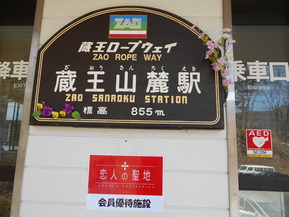 ZAO
蔵王ロープウェイ
ZAO ROPE WAY
ざおうさんろくえき
蔵王山麓駅
ZAO SANROKU STATION
標高 855m
降車
乗車口
AED
恋人の聖地
会員優待施設